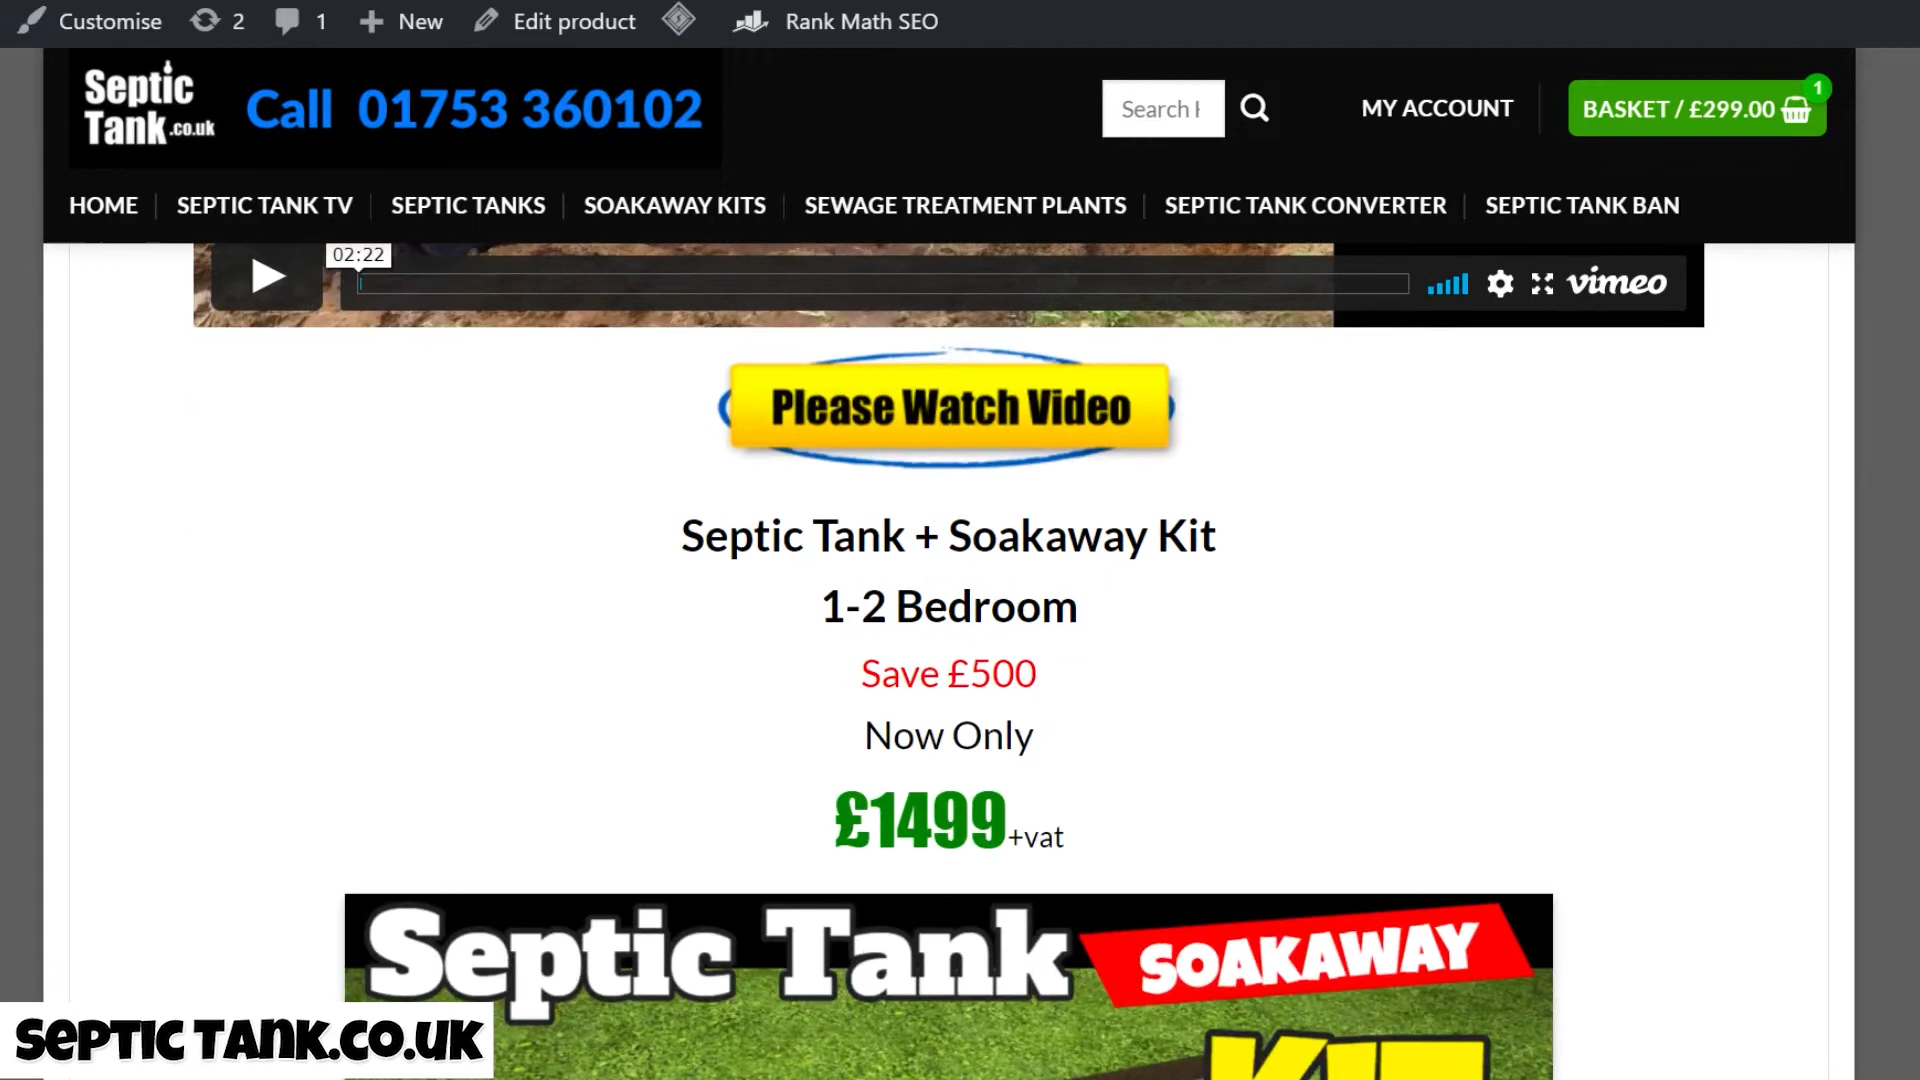 Customise 2 1 New Edit product Rank Math SEO
Septic
Tank.co.uk
Call 01753 360102
Search
MY ACCOUNT
BASKET / £299.00
1
HOME SEPTIC TANK TV SEPTIC TANKS SOAKAWAY KITS SEWAGE TREATMENT PLANTS SEPTIC TANK CONVERTER SEPTIC TANK BAN
02:22
vimeo
Please Watch Video
Septic Tank + Soakaway Kit
1-2 Bedroom
Save £500
Now Only
£1499+vat
Septic Tank SOAKAWAY
KIT
SEPTIC TANK.CO.UK